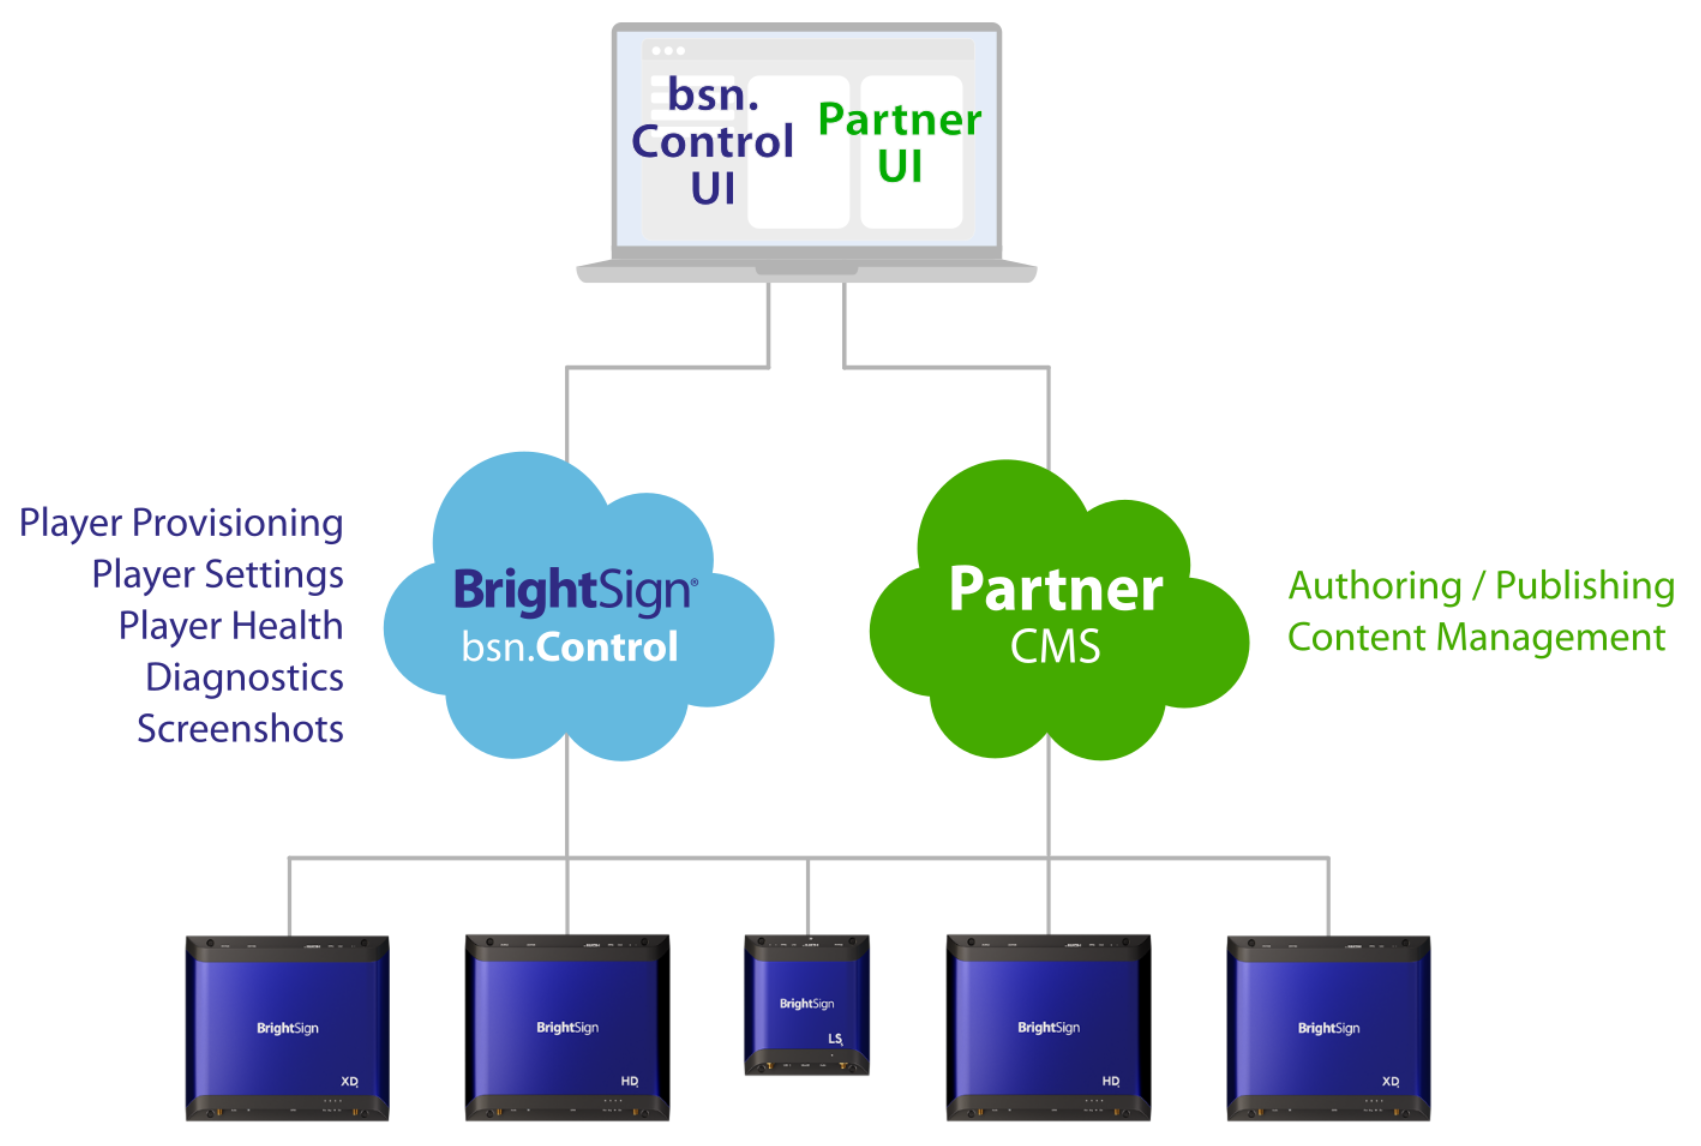 bsn.
Control
UI
Partner
UI
Player Provisioning
Player Settings
Player Health
Diagnostics
Screenshots
BrightSign®
bsn.Control
Partner
CMS
Authoring / Publishing
Content Management
BrightSign
XD
BrightSign
HD
BrightSign
LS
BrightSign
HD
BrightSign
XD